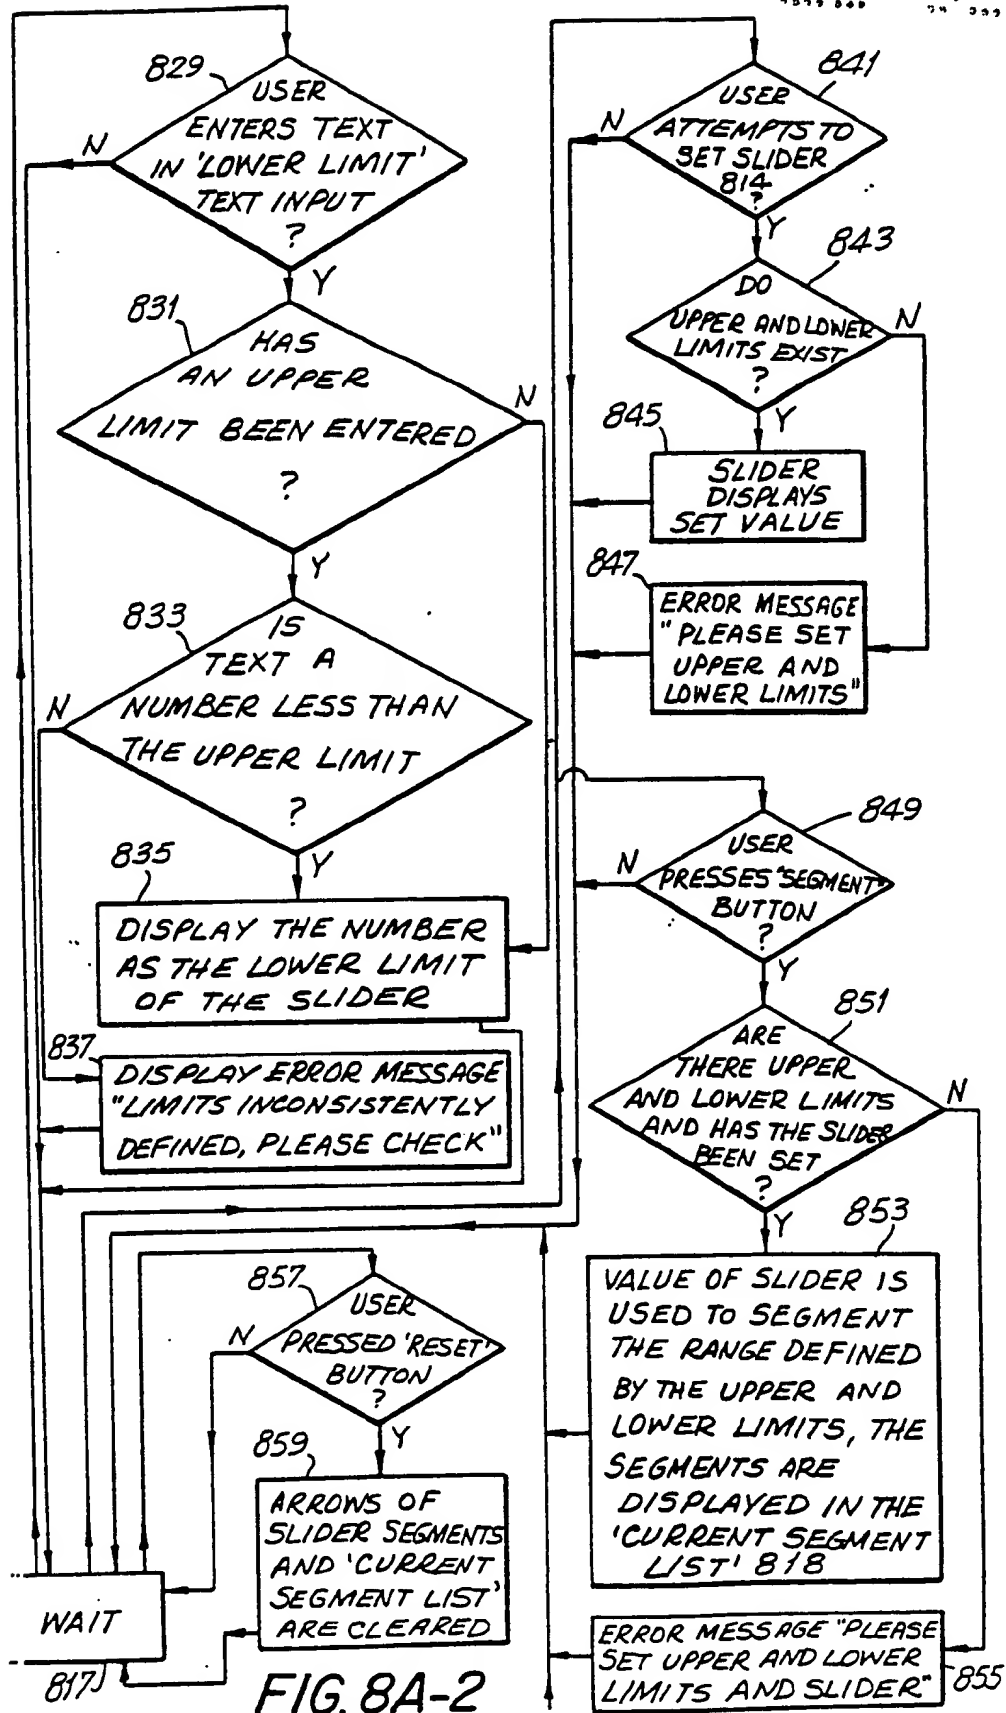 829
USER
ENTERS TEXT
IN 'LOWER LIMIT'
TEXT INPUT
?
N
Y
831
HAS
AN UPPER
LIMIT BEEN ENTERED
?
N
Y
833
IS
TEXT A
NUMBER LESS THAN
THE UPPER LIMIT
?
N
Y
835
DISPLAY THE NUMBER
AS THE LOWER LIMIT
OF THE SLIDER
837
DISPLAY ERROR MESSAGE
"LIMITS INCONSISTENTLY
DEFINED, PLEASE CHECK"
841
USER
ATTEMPTS TO
SET SLIDER
814
?
N
Y
843
DO
UPPER AND LOWER
LIMITS EXIST
?
N
Y
845
SLIDER
DISPLAYS
SET VALUE
847
ERROR MESSAGE
"PLEASE SET
UPPER AND
LOWER LIMITS"
849
USER
PRESSES "SEGMENT"
BUTTON
?
N
Y
851
ARE
THERE UPPER
AND LOWER LIMITS
AND HAS THE SLIDER
BEEN SET
?
N
Y
853
VALUE OF SLIDER IS
USED TO SEGMENT
THE RANGE DEFINED
BY THE UPPER AND
LOWER LIMITS, THE
SEGMENTS ARE
DISPLAYED IN THE
'CURRENT SEGMENT
LIST' 818
ERROR MESSAGE "PLEASE
SET UPPER AND LOWER
LIMITS AND SLIDER"
855
857
USER
PRESSED 'RESET'
BUTTON
?
N
Y
859
ARROWS OF
SLIDER SEGMENTS
AND 'CURRENT
SEGMENT LIST'
ARE CLEARED
WAIT
817
FIG. 8A-2